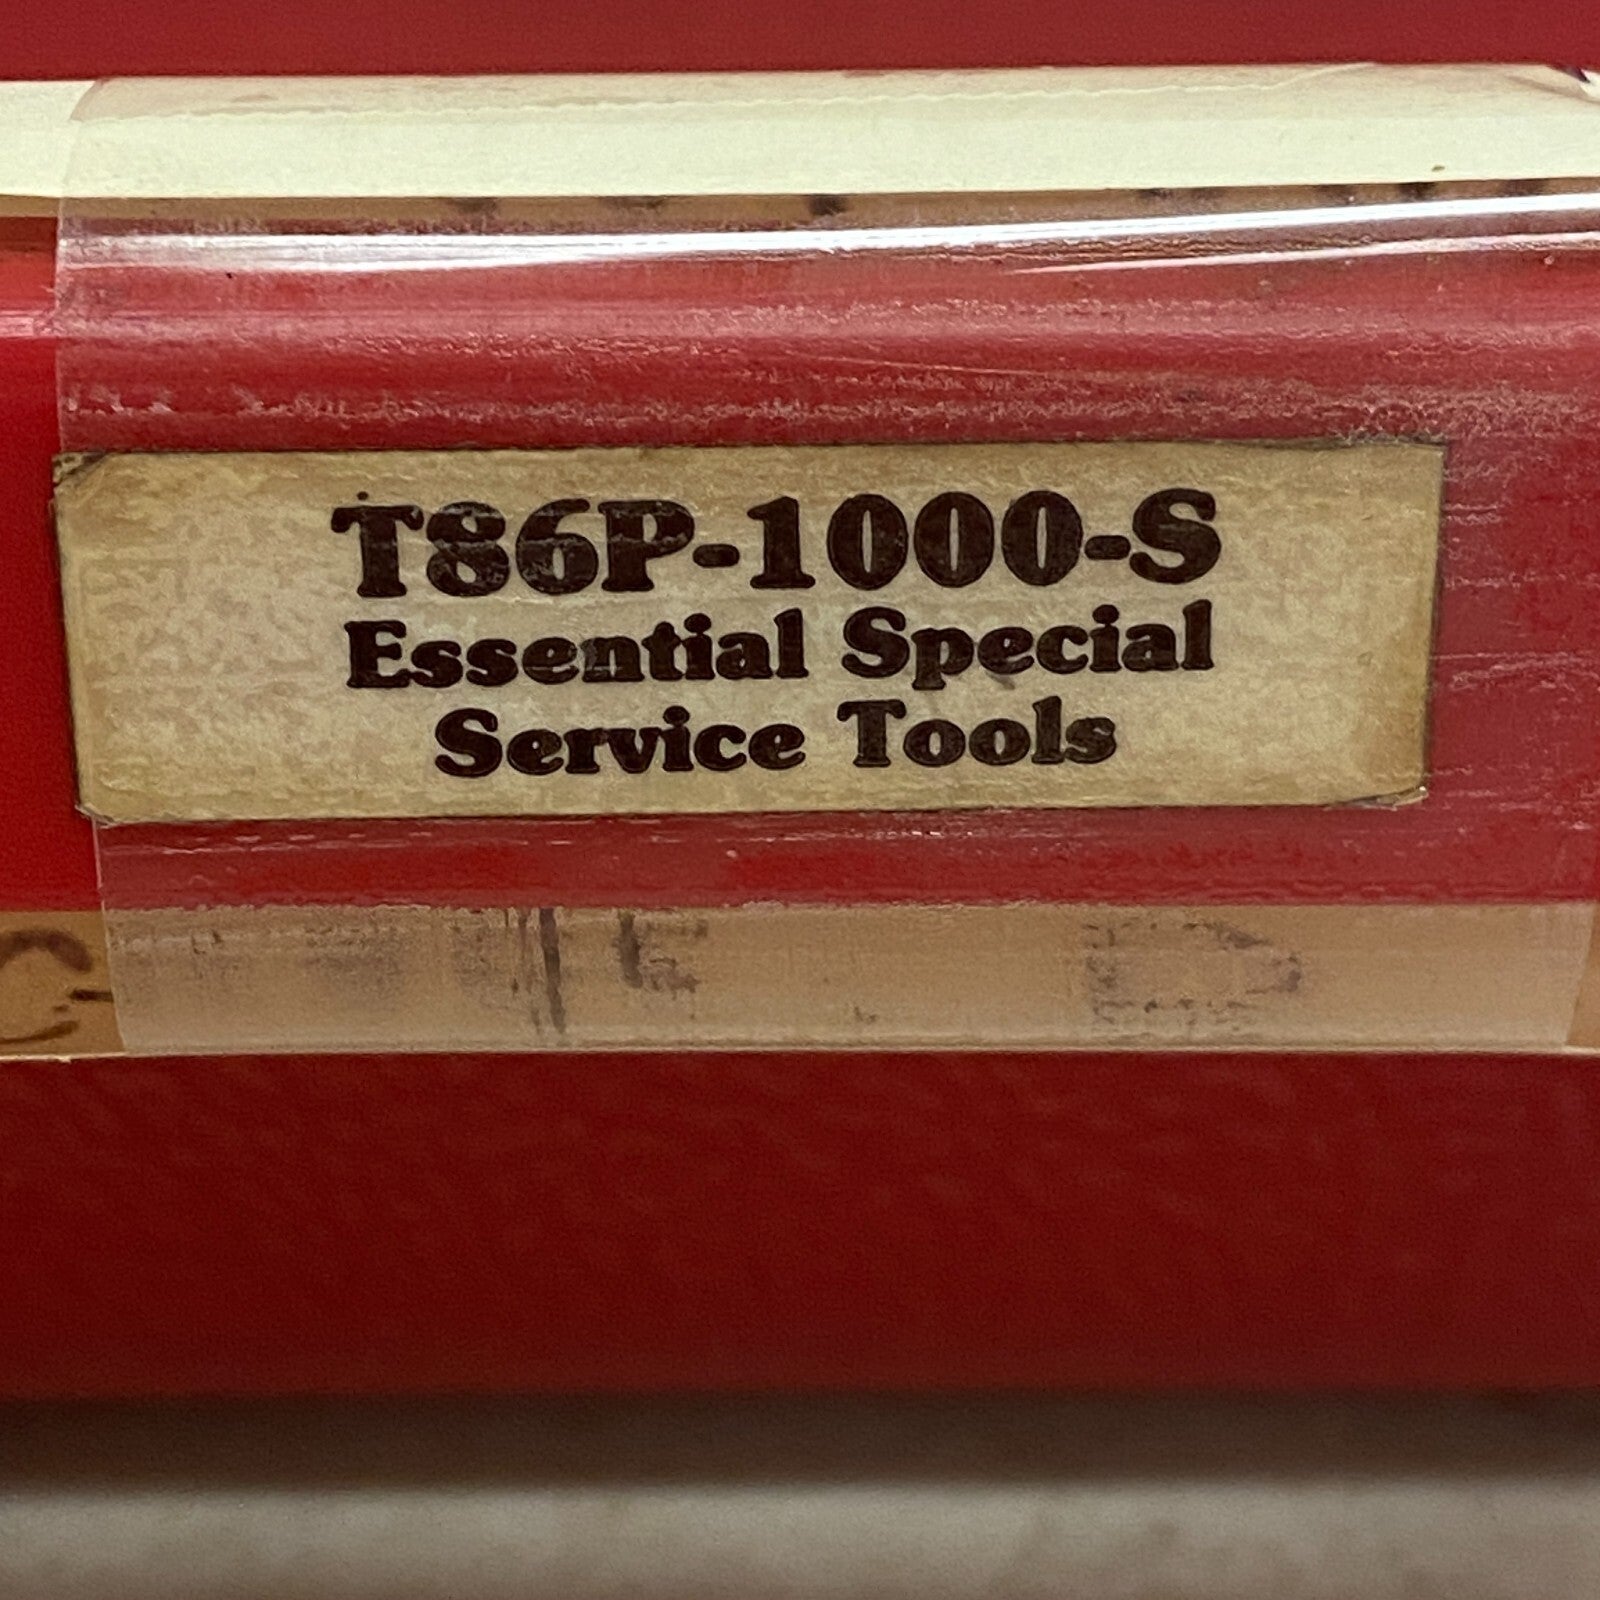 T86P-1000-S
Essential Special
Service Tools